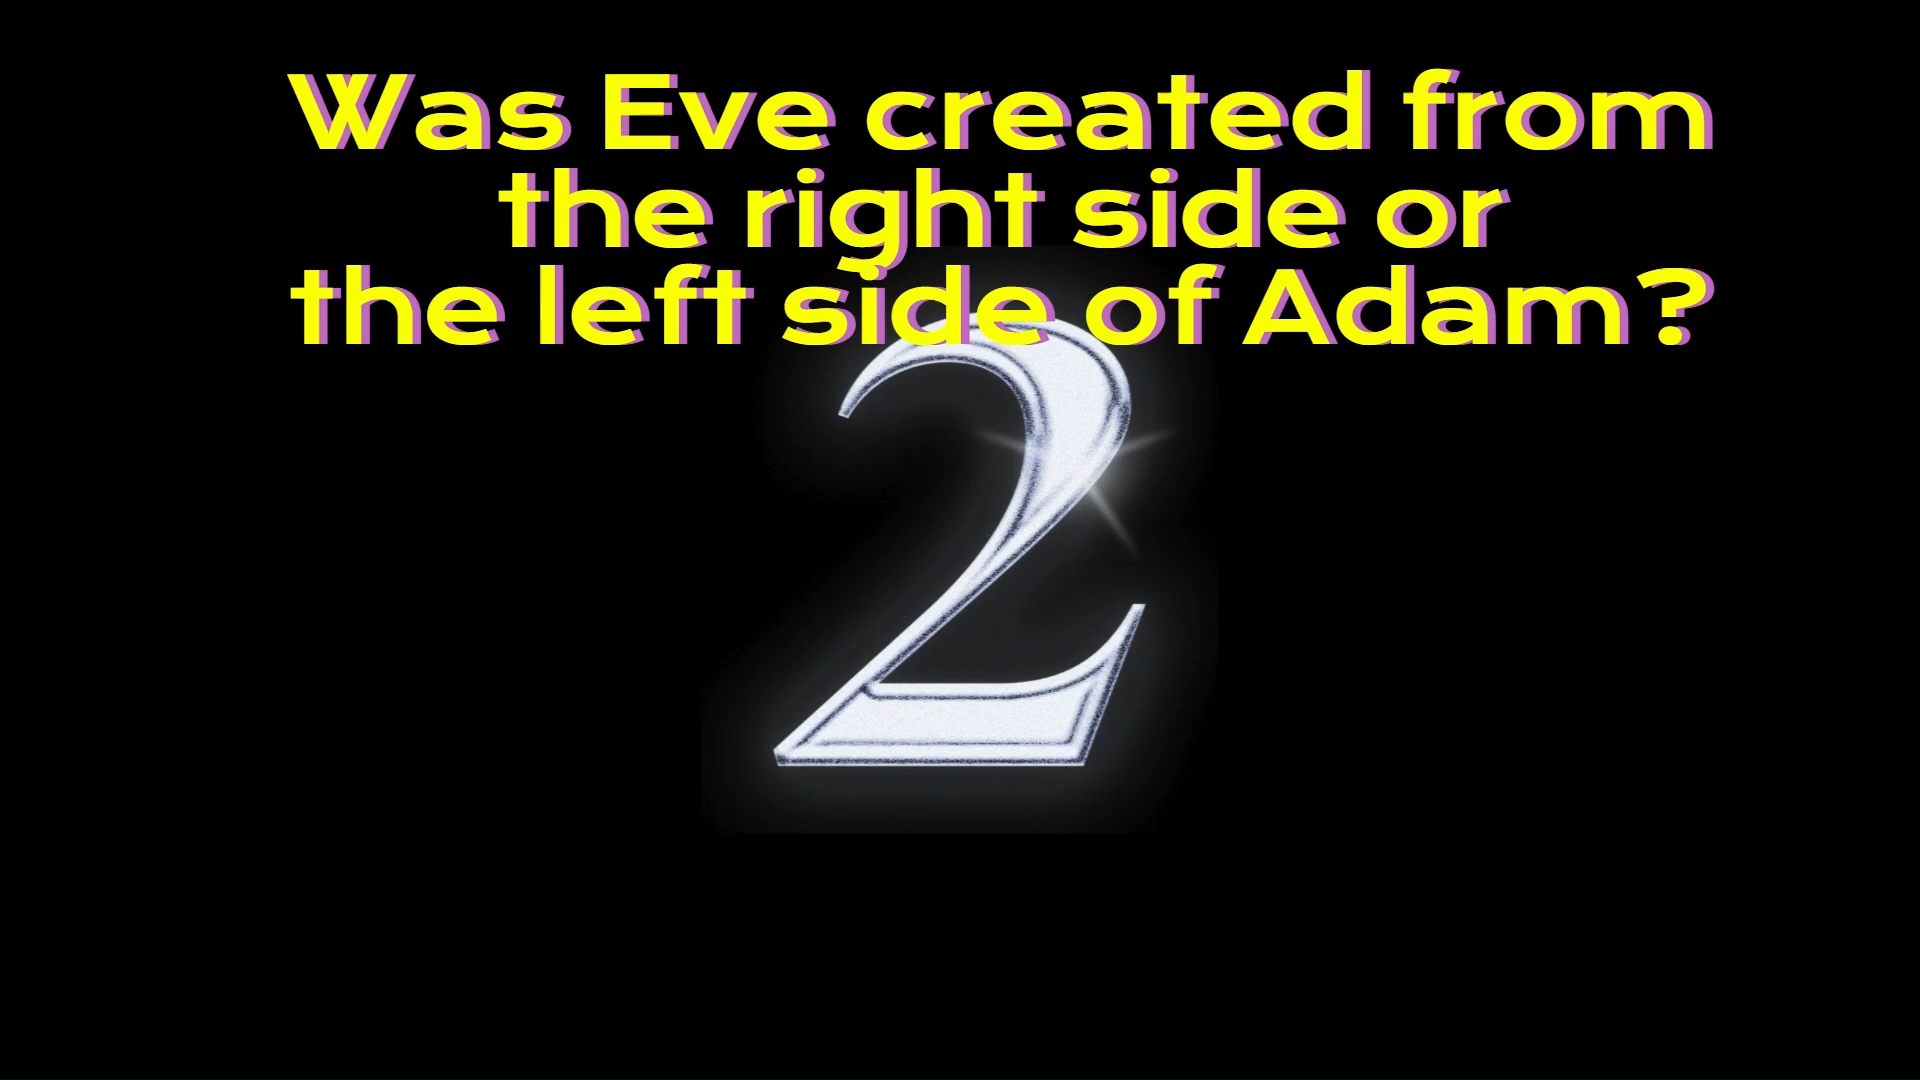 Was Eve created from
the right side or
the left side of Adam?
2